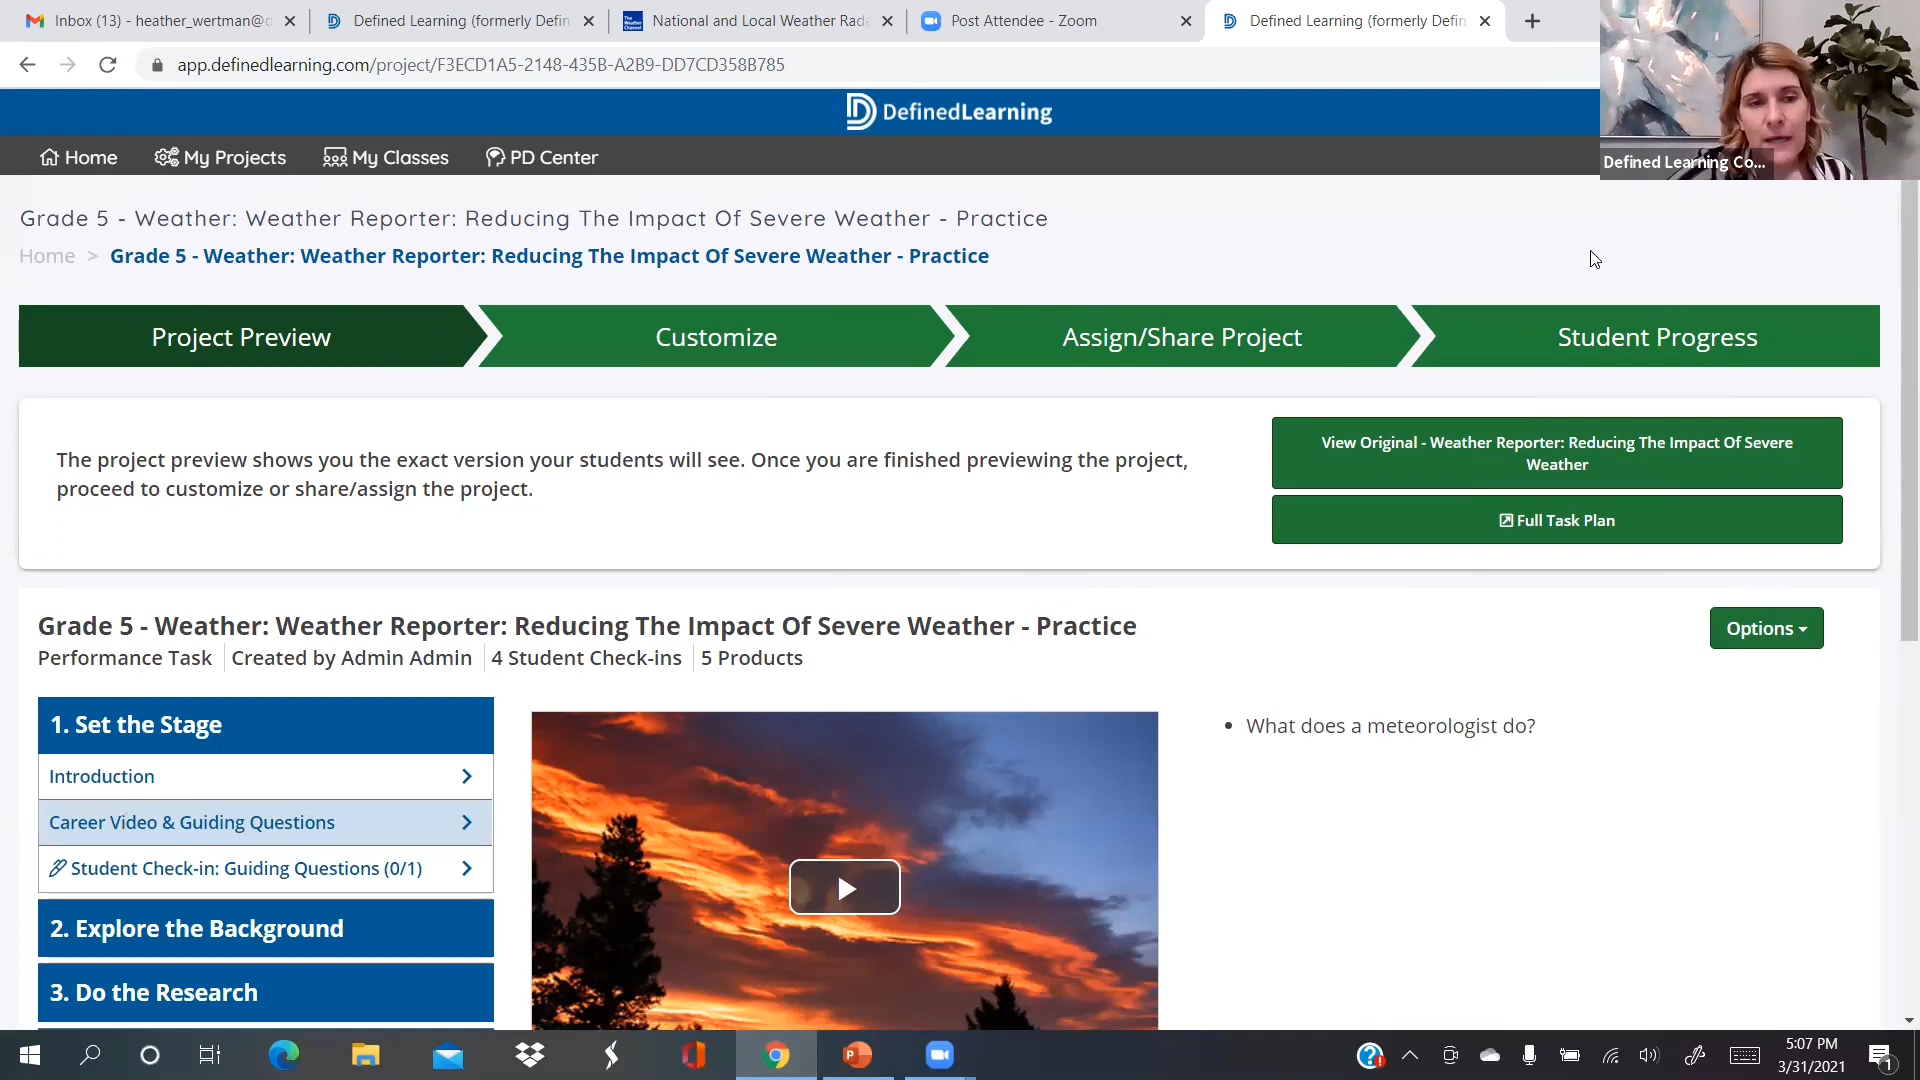 Inbox (13) - heather_wertman@d
Defined Learning (formerly Defin
National and Local Weather Rada
Post Attendee - Zoom
Defined Learning (formerly Defin
app.definedlearning.com/project/F3ECD1A5-2148-435B-A2B9-DD7CD358B785
DefinedLearning
Home
My Projects
My Classes
PD Center
Defined Learning Co...
Grade 5 - Weather: Weather Reporter: Reducing The Impact Of Severe Weather - Practice
Home > Grade 5 - Weather: Weather Reporter: Reducing The Impact Of Severe Weather - Practice
Project Preview
Customize
Assign/Share Project
Student Progress
The project preview shows you the exact version your students will see. Once you are finished previewing the project,
proceed to customize or share/assign the project.
View Original - Weather Reporter: Reducing The Impact Of Severe
Weather
Full Task Plan
Grade 5 - Weather: Weather Reporter: Reducing The Impact Of Severe Weather - Practice
Options
Performance Task | Created by Admin Admin | 4 Student Check-ins | 5 Products
1. Set the Stage
Introduction
Career Video & Guiding Questions
Student Check-in: Guiding Questions (0/1)
2. Explore the Background
3. Do the Research
• What does a meteorologist do?
5:07 PM
3/31/2021
1